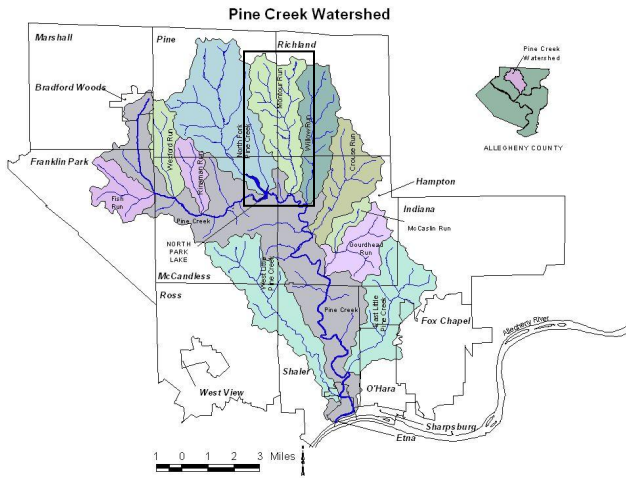 Pine Creek Watershed
Marshall
Pine
Richland
Bradford Woods
Pine Creek
Watershed
ALLEGHENY COUNTY
Montour Run
Willow Run
North Fork
Pine Creek
Wexford Run
Rinaman Run
Crouse Run
Franklin Park
Fish
Run
Hampton
Indiana
McCaslin Run
Pine Creek
Gourdhead
Run
NORTH
PARK
LAKE
West Little
Pine Creek
McCandless
Ross
Pine Creek
East Little
Pine Creek
Fox Chapel
Allegheny River
Shaler
O'Hara
West View
Sharpsburg
Etna
1 0 1 2 3 Miles